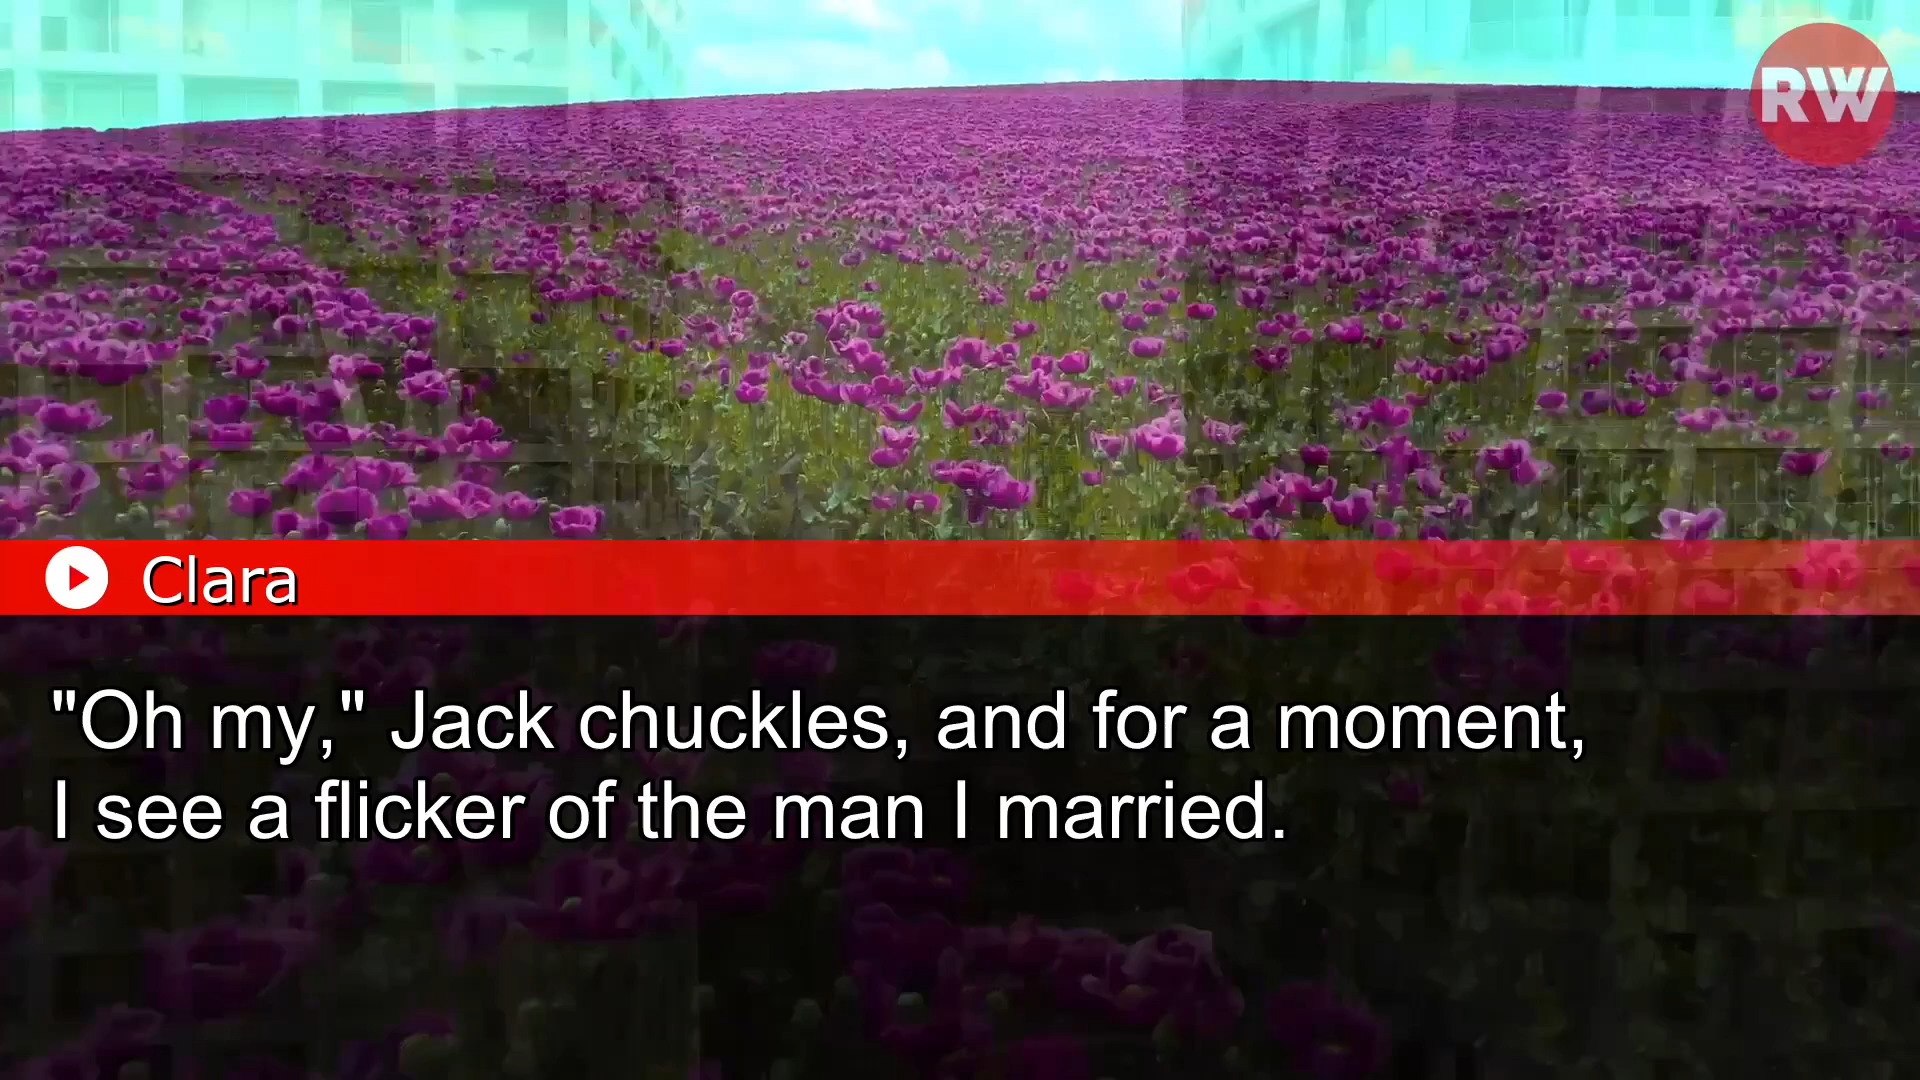 RW
Clara
"Oh my," Jack chuckles, and for a moment,
I see a flicker of the man I married.